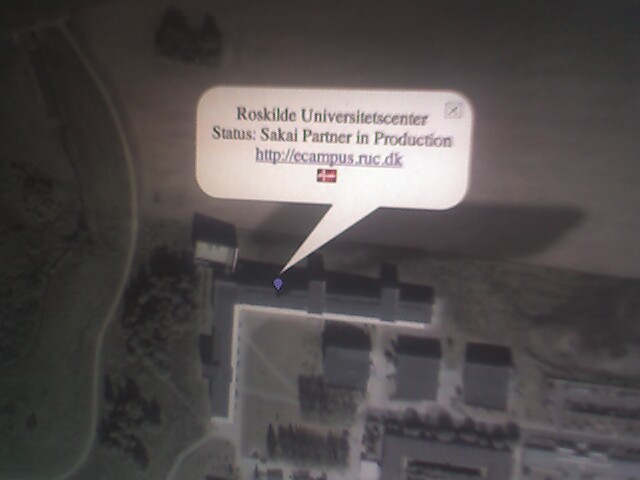 Roskilde Universitetscenter
Status: Sakai Partner in Production
http://ecampus.ruc.dk